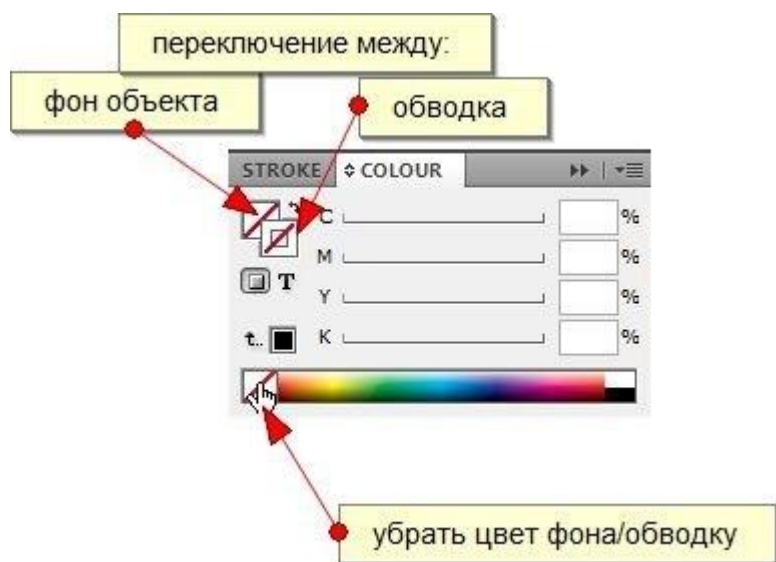 переключение между:
фон объекта
обводка
STROKE COLOUR
C %
M %
T
Y %
t.. K %
убрать цвет фона/обводку